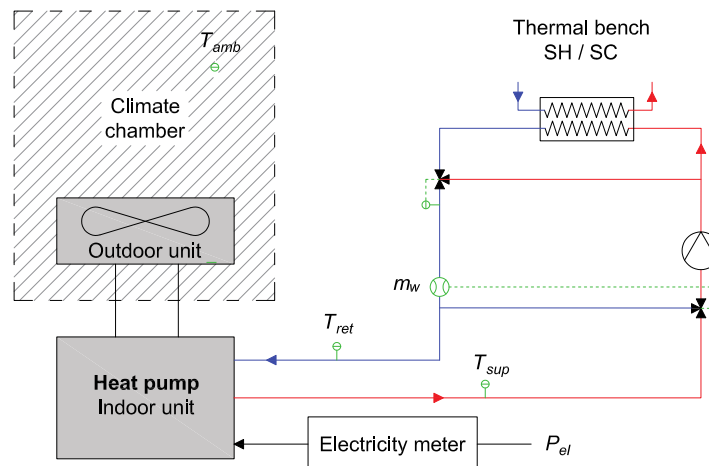 Thermal bench
SH / SC
T_amb
Climate
chamber
Outdoor unit
m_w
T_ret
T_sup
Heat pump
Indoor unit
Electricity meter
P_el